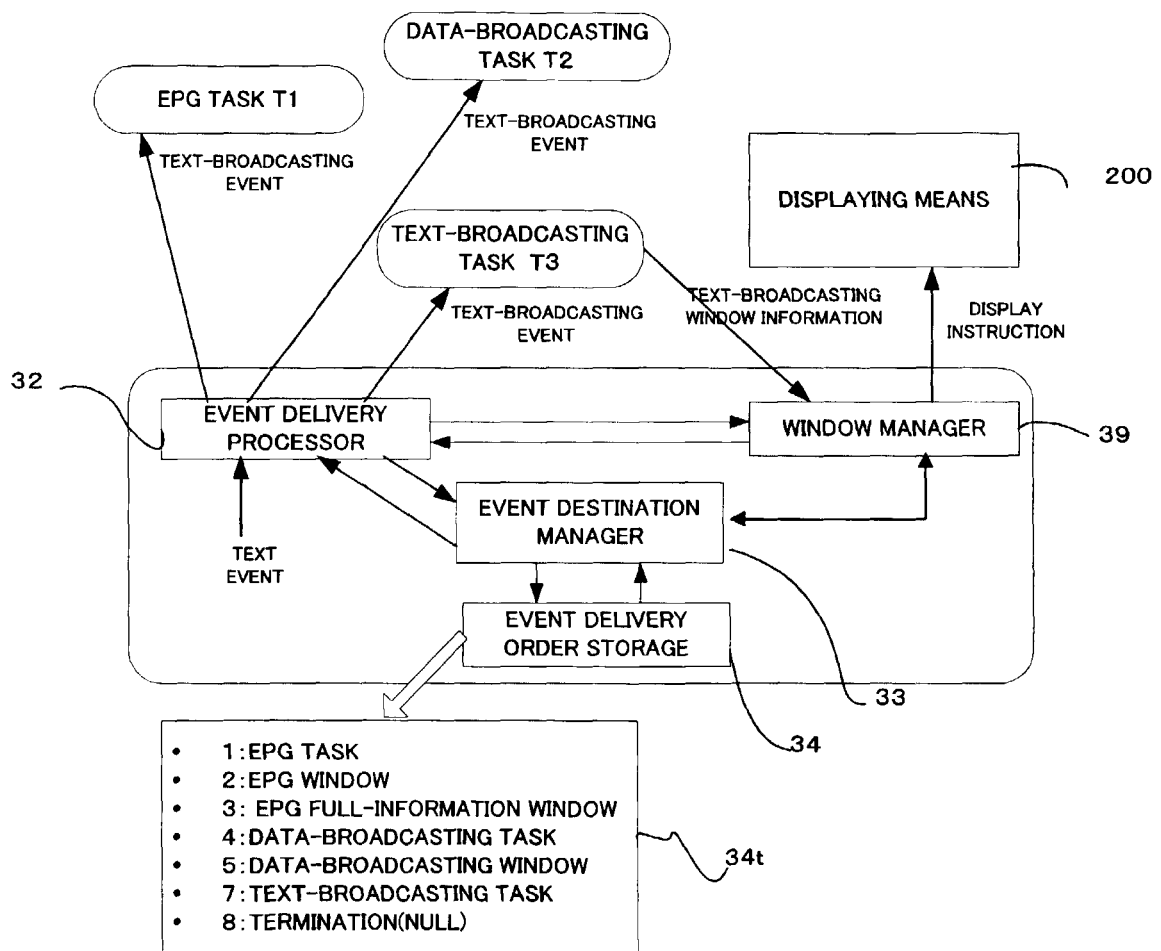 DATA-BROADCASTING
TASK T2
EPG TASK T1
TEXT-BROADCASTING
EVENT
TEXT-BROADCASTING
EVENT
200
DISPLAYING MEANS
TEXT-BROADCASTING
TASK T3
TEXT-BROADCASTING
EVENT
TEXT-BROADCASTING
WINDOW INFORMATION
DISPLAY
INSTRUCTION
32
EVENT DELIVERY
PROCESSOR
WINDOW MANAGER
39
EVENT DESTINATION
MANAGER
TEXT
EVENT
EVENT DELIVERY
ORDER STORAGE
33
34
• 1:EPG TASK
• 2:EPG WINDOW
• 3: EPG FULL-INFORMATION WINDOW
• 4:DATA-BROADCASTING TASK
• 5:DATA-BROADCASTING WINDOW
• 7:TEXT-BROADCASTING TASK
• 8:TERMINATION(NULL)
34t